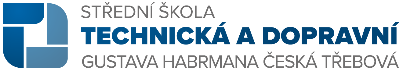 STŘEDNÍ ŠKOLA
TECHNICKÁ A DOPRAVNÍ
GUSTAVA HABRMANA ČESKÁ TŘEBOVÁ